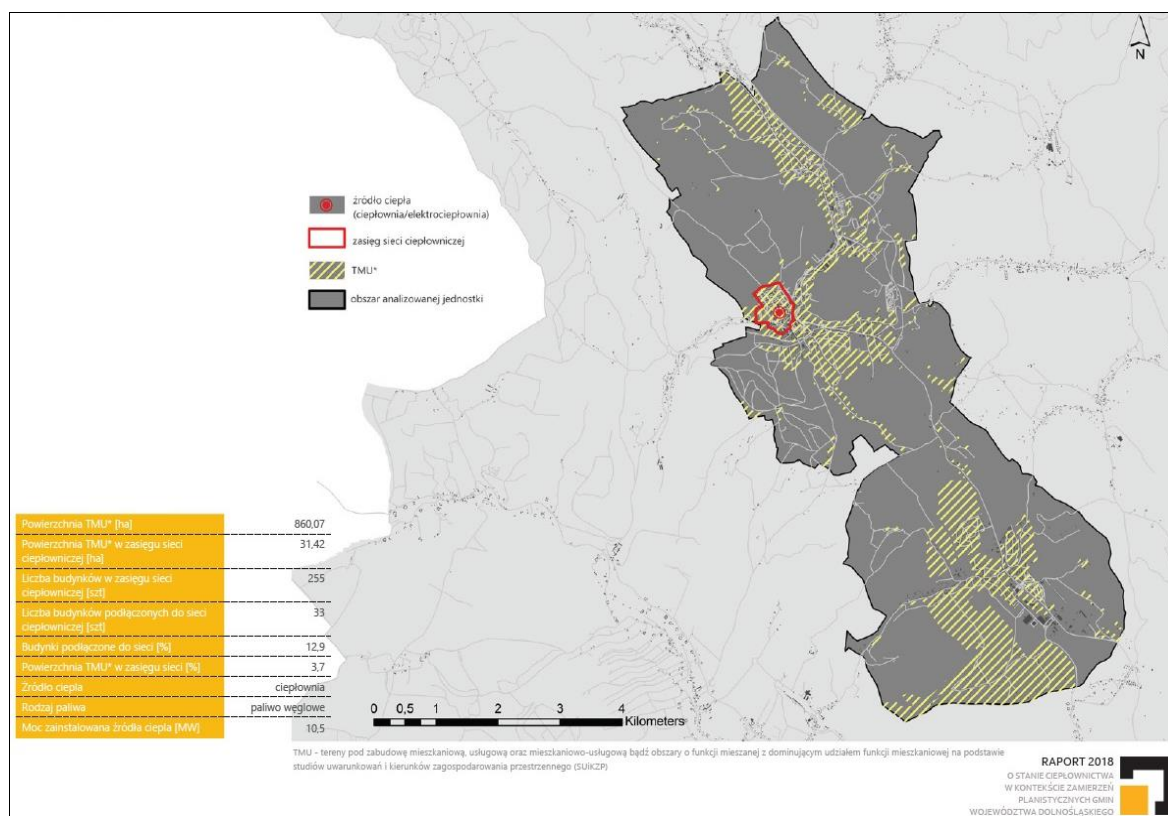 N
źródło ciepła
(ciepłownia/elektrociepłownia)
zasięg sieci ciepłowniczej
TMU*
obszar analizowanej jednostki
Powierzchnia TMU* [ha] 860,07
Powierzchnia TMU* w zasięgu sieci
ciepłowniczej [ha] 31,42
Liczba budynków w zasięgu sieci
ciepłowniczej [szt] 255
Liczba budynków podłączonych do sieci
ciepłowniczej [szt] 33
Budynki podłączone do sieci [%] 12,9
Powierzchnia TMU* w zasięgu sieci [%] 3,7
Źródło ciepła ciepłownia
Rodzaj paliwa paliwo węglowe
Moc zainstalowana źródła ciepła [MW] 10,5
0 0,5 1 2 3 4
Kilometers
TMU – tereny pod zabudowę mieszkaniową, usługową oraz mieszkaniowo-usługową bądź obszary o funkcji mieszanej z dominującym udziałem funkcji mieszkaniowej na podstawie
studiów uwarunkowań i kierunków zagospodarowania przestrzennego (SUiKZP)
RAPORT 2018
O STANIE CIEPŁOWNICTWA
W KONTEKŚCIE ZAMIERZEŃ
PLANISTYCZNYCH GMIN
WOJEWÓDZTWA DOLNOŚLĄSKIEGO